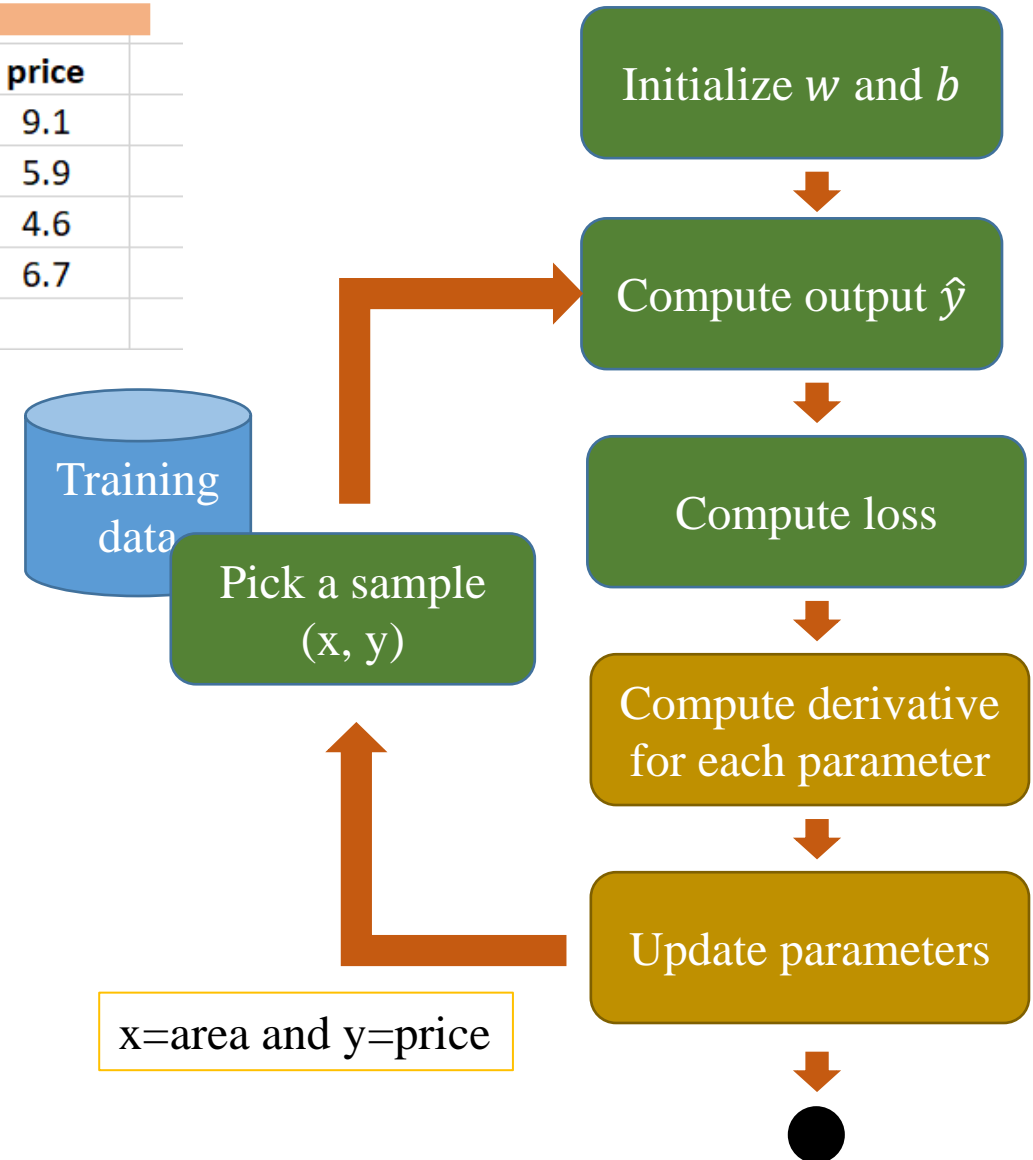 price
9.1
5.9
4.6
6.7
Initialize w and b
Compute output ŷ
Compute loss
Training
data
Pick a sample
(x, y)
Compute derivative
for each parameter
Update parameters
x=area and y=price